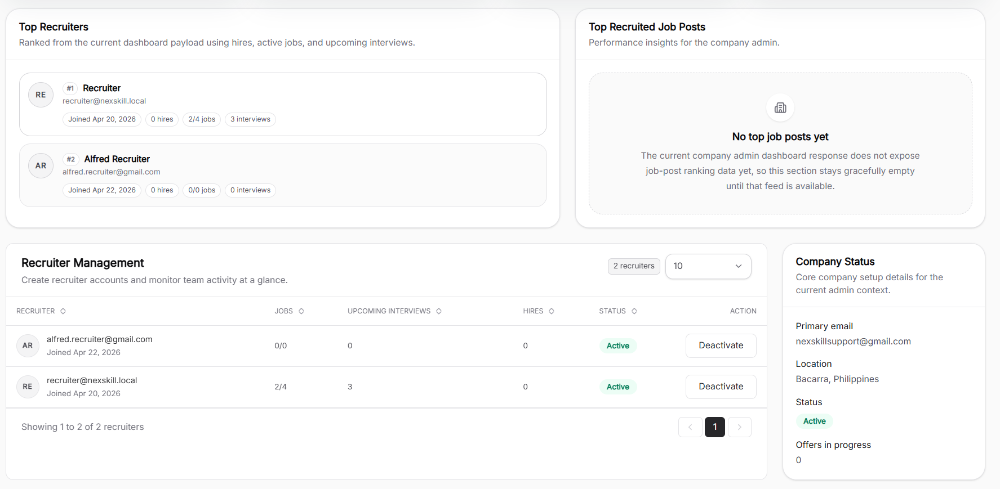 Top Recruiters
Ranked from the current dashboard payload using hires, active jobs, and upcoming interviews.
RE
#1 Recruiter
recruiter@nexskill.local
Joined Apr 20, 2026 0 hires 2/4 jobs 3 interviews
AR
#2 Alfred Recruiter
alfred.recruiter@gmail.com
Joined Apr 22, 2026 0 hires 0/0 jobs 0 interviews
Top Recruited Job Posts
Performance insights for the company admin.
No top job posts yet
The current company admin dashboard response does not expose
job-post ranking data yet, so this section stays gracefully empty
until that feed is available.
Recruiter Management
Create recruiter accounts and monitor team activity at a glance.
2 recruiters 10
RECRUITER JOBS UPCOMING INTERVIEWS HIRES STATUS ACTION
AR
alfred.recruiter@gmail.com
Joined Apr 22, 2026
0/0 0 0 Active Deactivate
RE
recruiter@nexskill.local
Joined Apr 20, 2026
2/4 3 0 Active Deactivate
Showing 1 to 2 of 2 recruiters
1
Company Status
Core company setup details for the
current admin context.
Primary email
nexskillsupport@gmail.com
Location
Bacarra, Philippines
Status
Active
Offers in progress
0